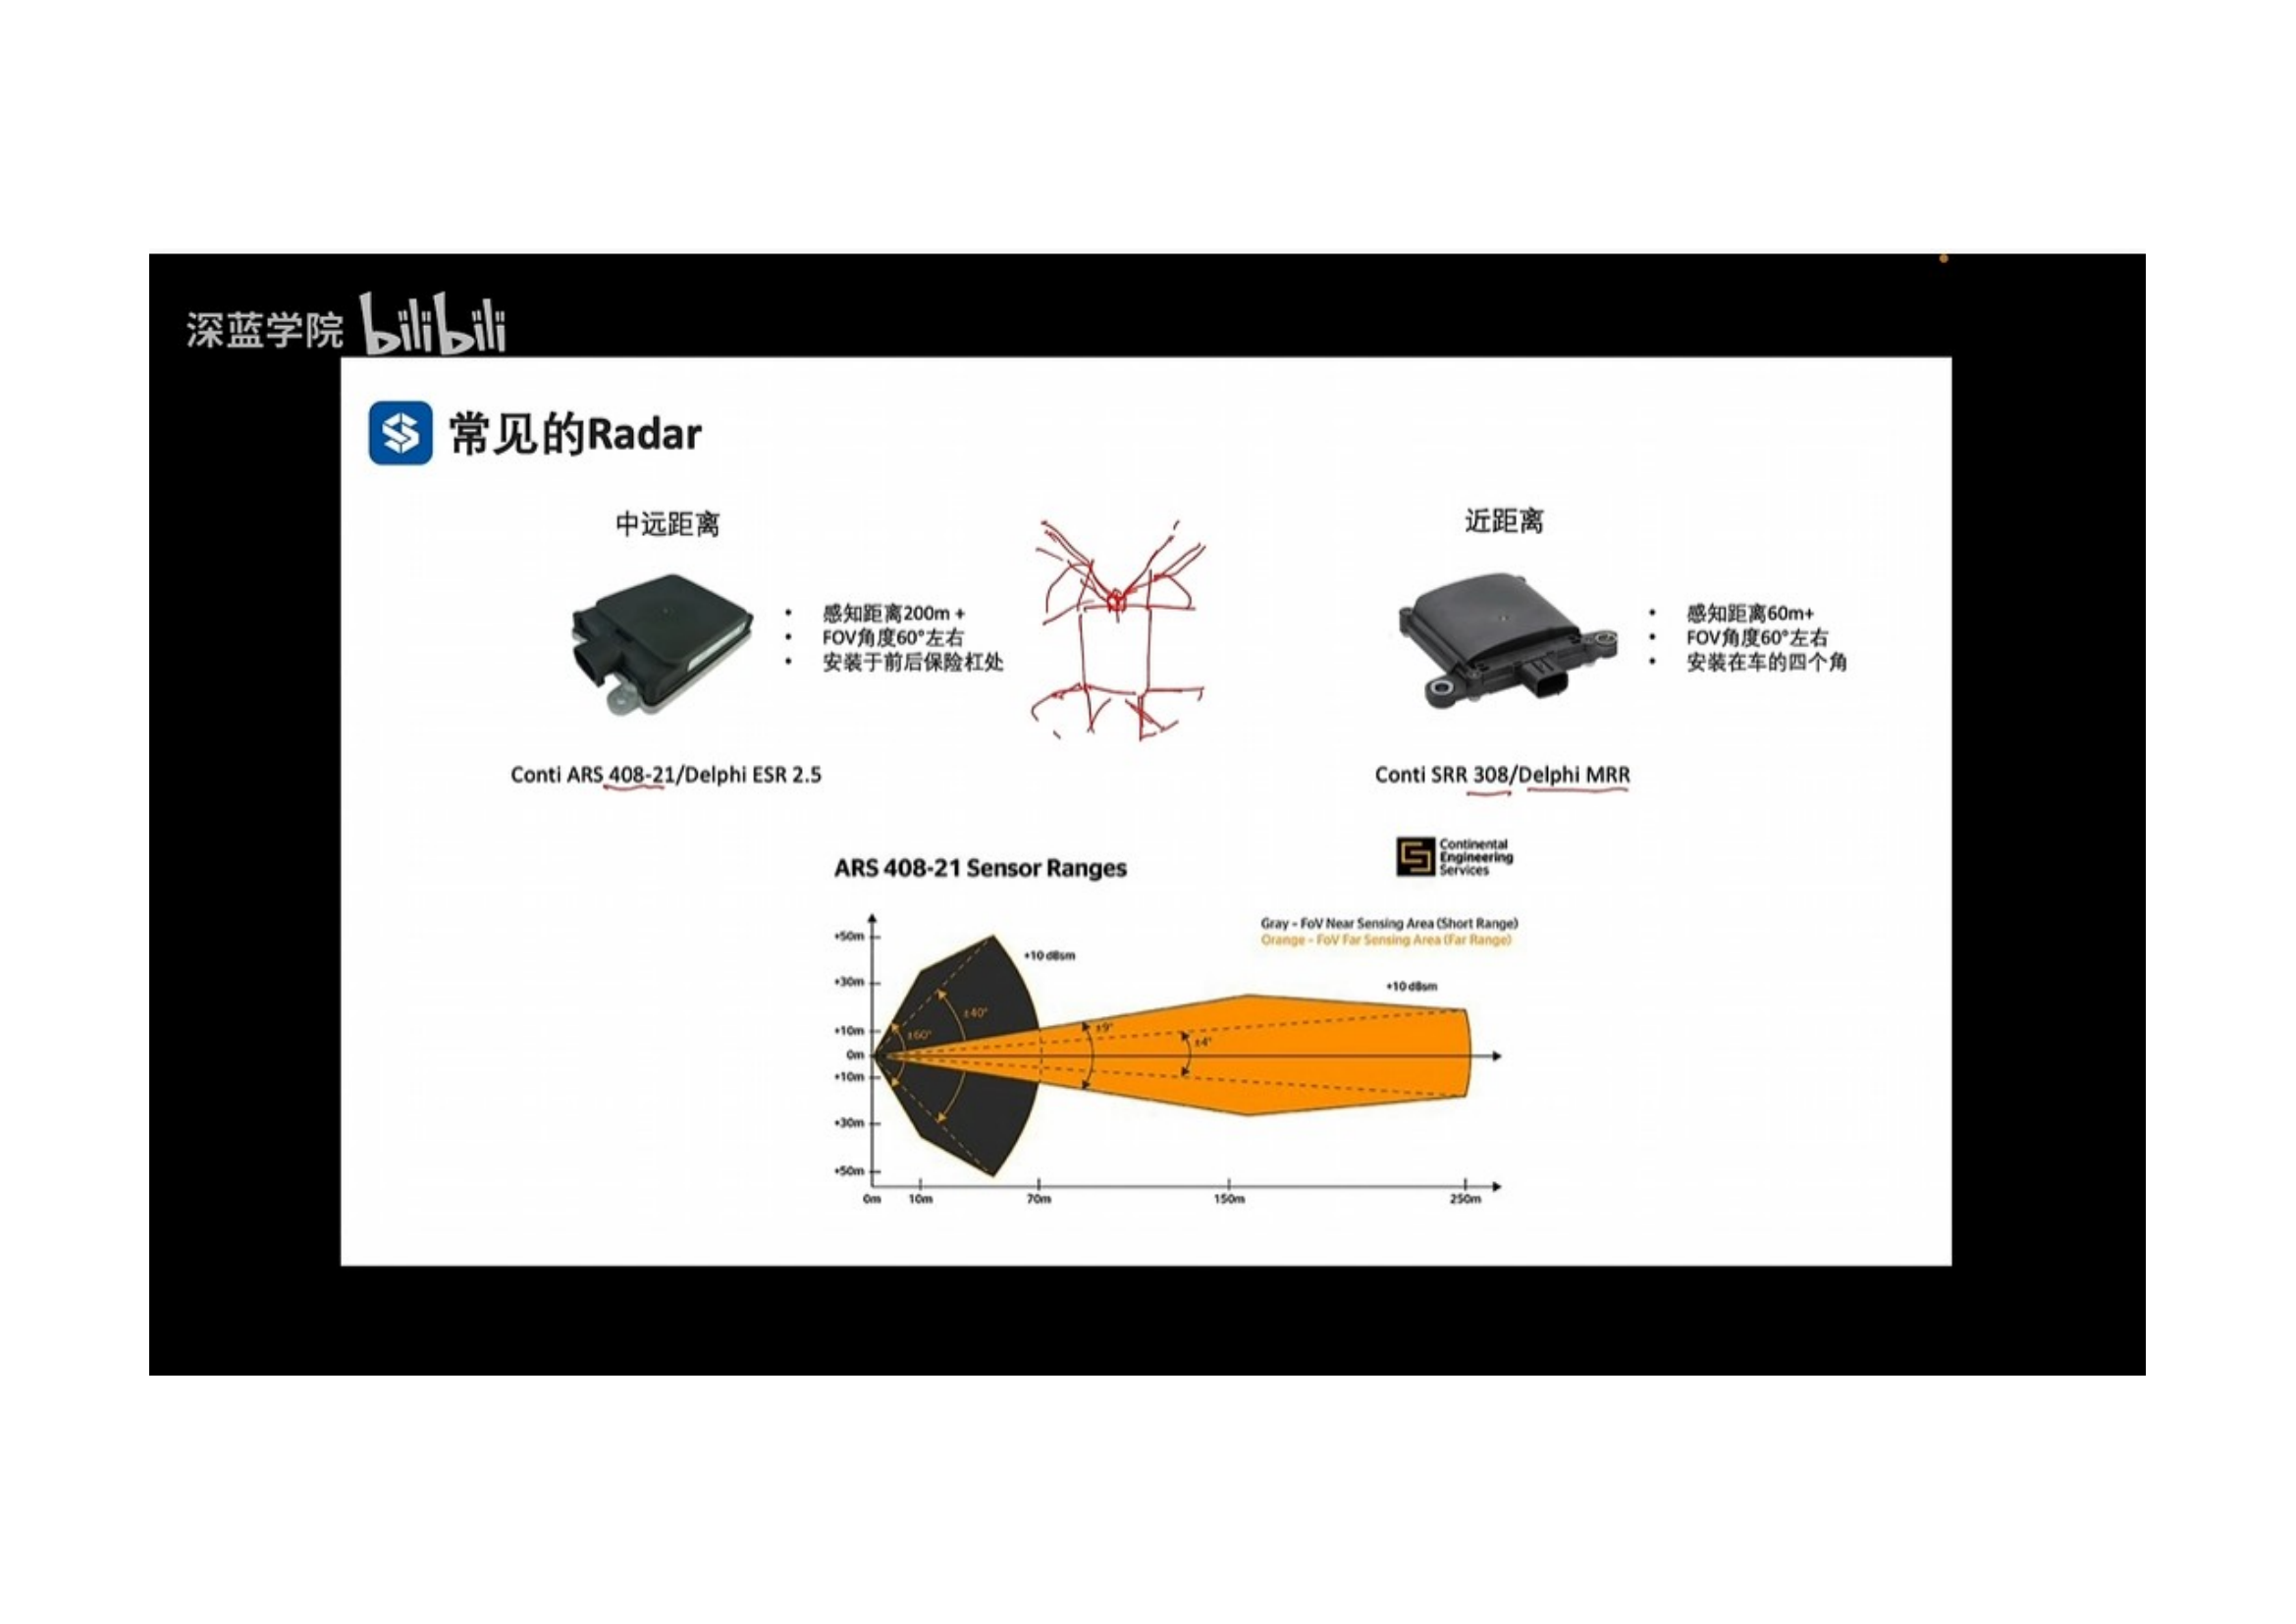 深蓝学院 bilibili
常见的Radar
中远距离
• 感知距离200m +
• FOV角度60°左右
• 安装于前后保险杠处
Conti ARS 408-21/Delphi ESR 2.5
近距离
• 感知距离60m+
• FOV角度60°左右
• 安装在车的四个角
Conti SRR 308/Delphi MRR
ARS 408-21 Sensor Ranges
Continental
Engineering
Services
Gray - FoV Near Sensing Area (Short Range)
Orange - FoV Far Sensing Area (Far Range)
+50m
+30m
+10m
0m
+10m
+30m
+50m
+10 dBsm
+10 dBsm
±40°
±60°
±9°
±4°
0m
10m
70m
150m
250m